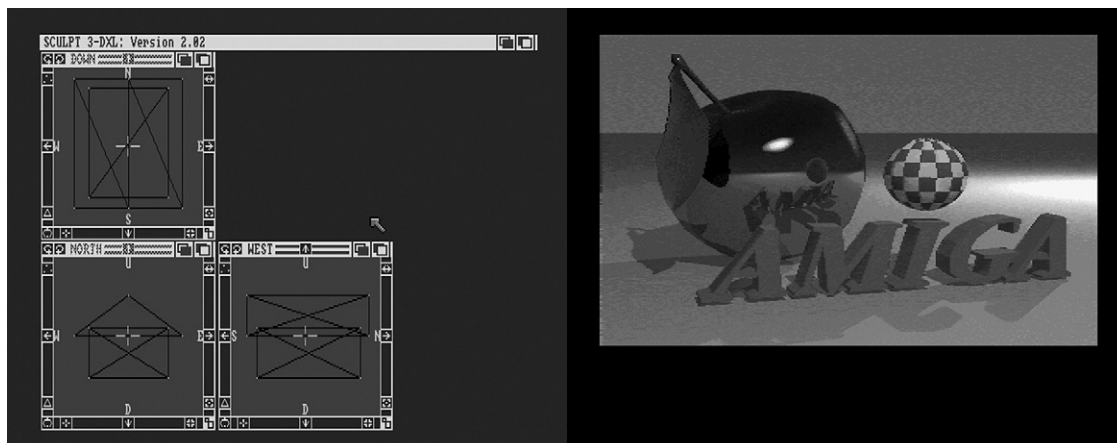 SCULPT 3-DXL: Version 2.02
DOWN
N
W E
S
NORTH
U
W E
D
WEST
U
S N
D
AMIGA